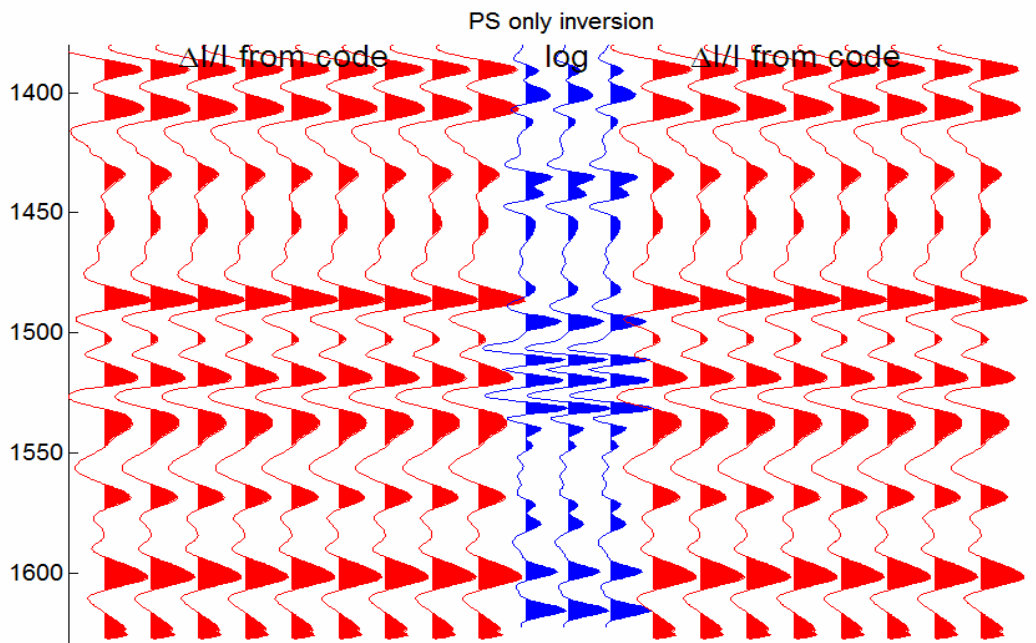 PS only inversion
ΔI/I from code log ΔI/I from code
1400
1450
1500
1550
1600